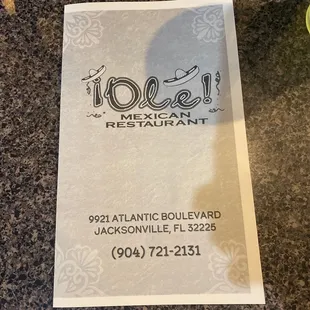 ¡Ole!
MEXICAN
RESTAURANT
9921 ATLANTIC BOULEVARD
JACKSONVILLE, FL 32225
(904) 721-2131